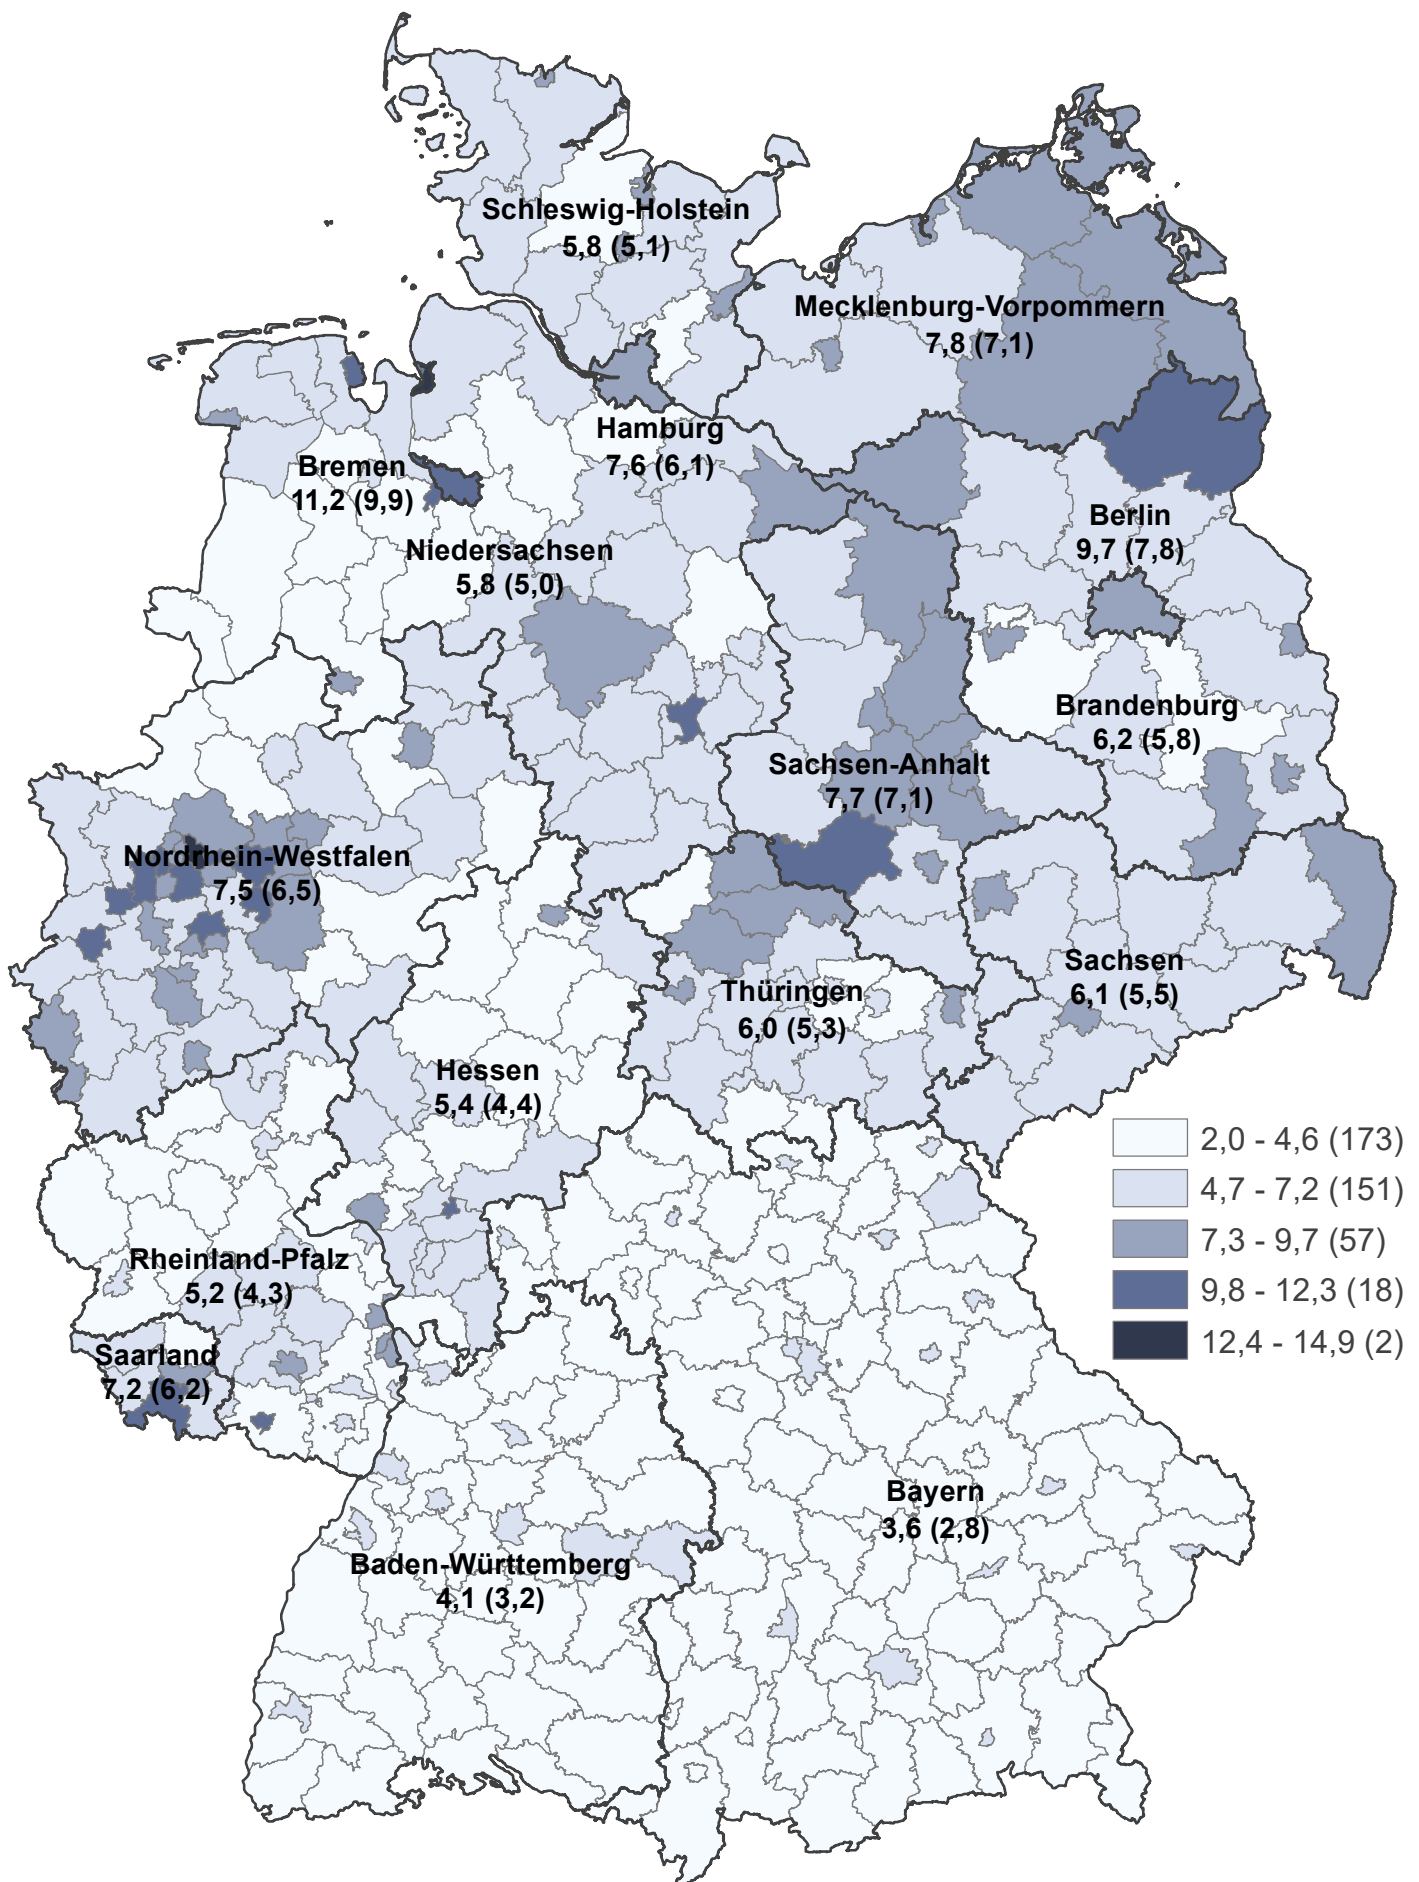 Schleswig-Holstein
5,8 (5,1)
Mecklenburg-Vorpommern
7,8 (7,1)
Hamburg
7,6 (6,1)
Bremen
11,2 (9,9)
Berlin
9,7 (7,8)
Niedersachsen
5,8 (5,0)
Brandenburg
6,2 (5,8)
Sachsen-Anhalt
7,7 (7,1)
Nordrhein-Westfalen
7,5 (6,5)
Sachsen
6,1 (5,5)
Thüringen
6,0 (5,3)
Hessen
5,4 (4,4)
2,0 - 4,6 (173)
4,7 - 7,2 (151)
7,3 - 9,7 (57)
9,8 - 12,3 (18)
12,4 - 14,9 (2)
Rheinland-Pfalz
5,2 (4,3)
Saarland
7,2 (6,2)
Bayern
3,6 (2,8)
Baden-Württemberg
4,1 (3,2)